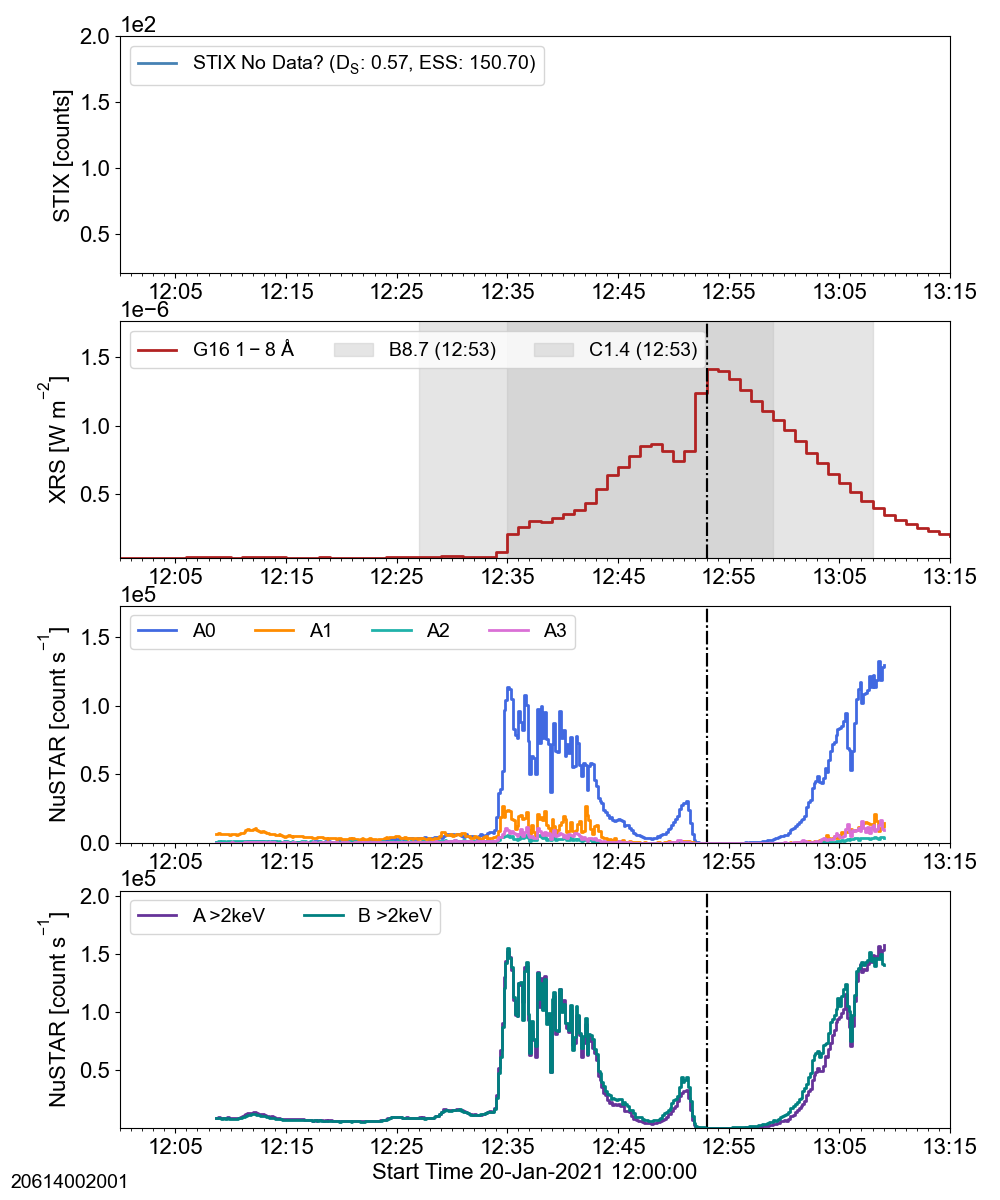 1e2
2.0
STIX No Data? (D_S: 0.57, ESS: 150.70)
1.5
1.0
0.5
STIX [counts]
12:05 12:15 12:25 12:35 12:45 12:55 13:05 13:15
1e−6
G16 1 − 8 Å B8.7 (12:53) C1.4 (12:53)
1.5
1.0
0.5
XRS [W m⁻²]
12:05 12:15 12:25 12:35 12:45 12:55 13:05 13:15
1e5
A0 A1 A2 A3
1.5
1.0
0.5
0.0
NuSTAR [count s⁻¹]
12:05 12:15 12:25 12:35 12:45 12:55 13:05 13:15
1e5
2.0
A >2keV B >2keV
1.5
1.0
0.5
NuSTAR [count s⁻¹]
12:05 12:15 12:25 12:35 12:45 12:55 13:05 13:15
Start Time 20-Jan-2021 12:00:00
20614002001